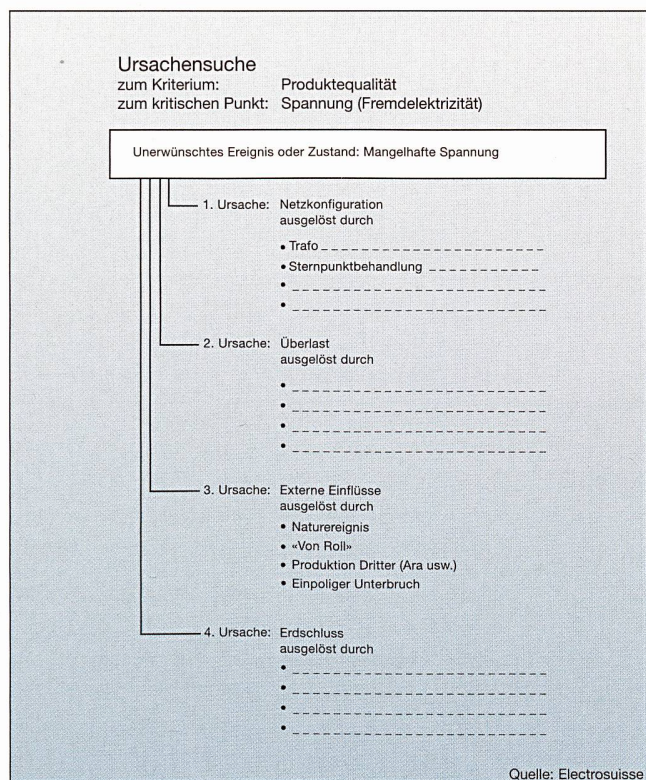 Ursachensuche
zum Kriterium: Produktequalität
zum kritischen Punkt: Spannung (Fremdelektrizität)
Unerwünschtes Ereignis oder Zustand: Mangelhafte Spannung
1. Ursache: Netzkonfiguration
ausgelöst durch
• Trafo
• Sternpunktbehandlung
•
•
2. Ursache: Überlast
ausgelöst durch
•
•
•
•
3. Ursache: Externe Einflüsse
ausgelöst durch
• Naturereignis
• «Von Roll»
• Produktion Dritter (Ara usw.)
• Einpoliger Unterbruch
4. Ursache: Erdschluss
ausgelöst durch
•
•
•
•
Quelle: Electrosuisse